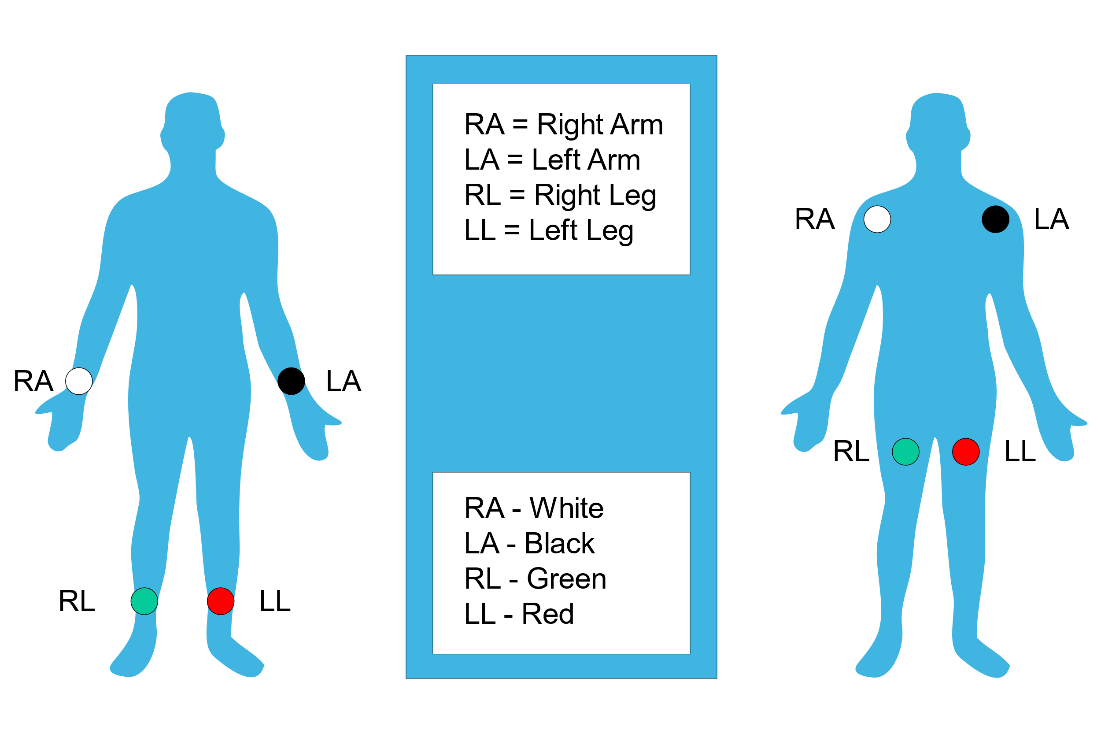 RA = Right Arm
LA = Left Arm
RL = Right Leg
LL = Left Leg
RA
LA
RA
LA
RL
LL
RA - White
LA - Black
RL - Green
LL - Red
RL
LL